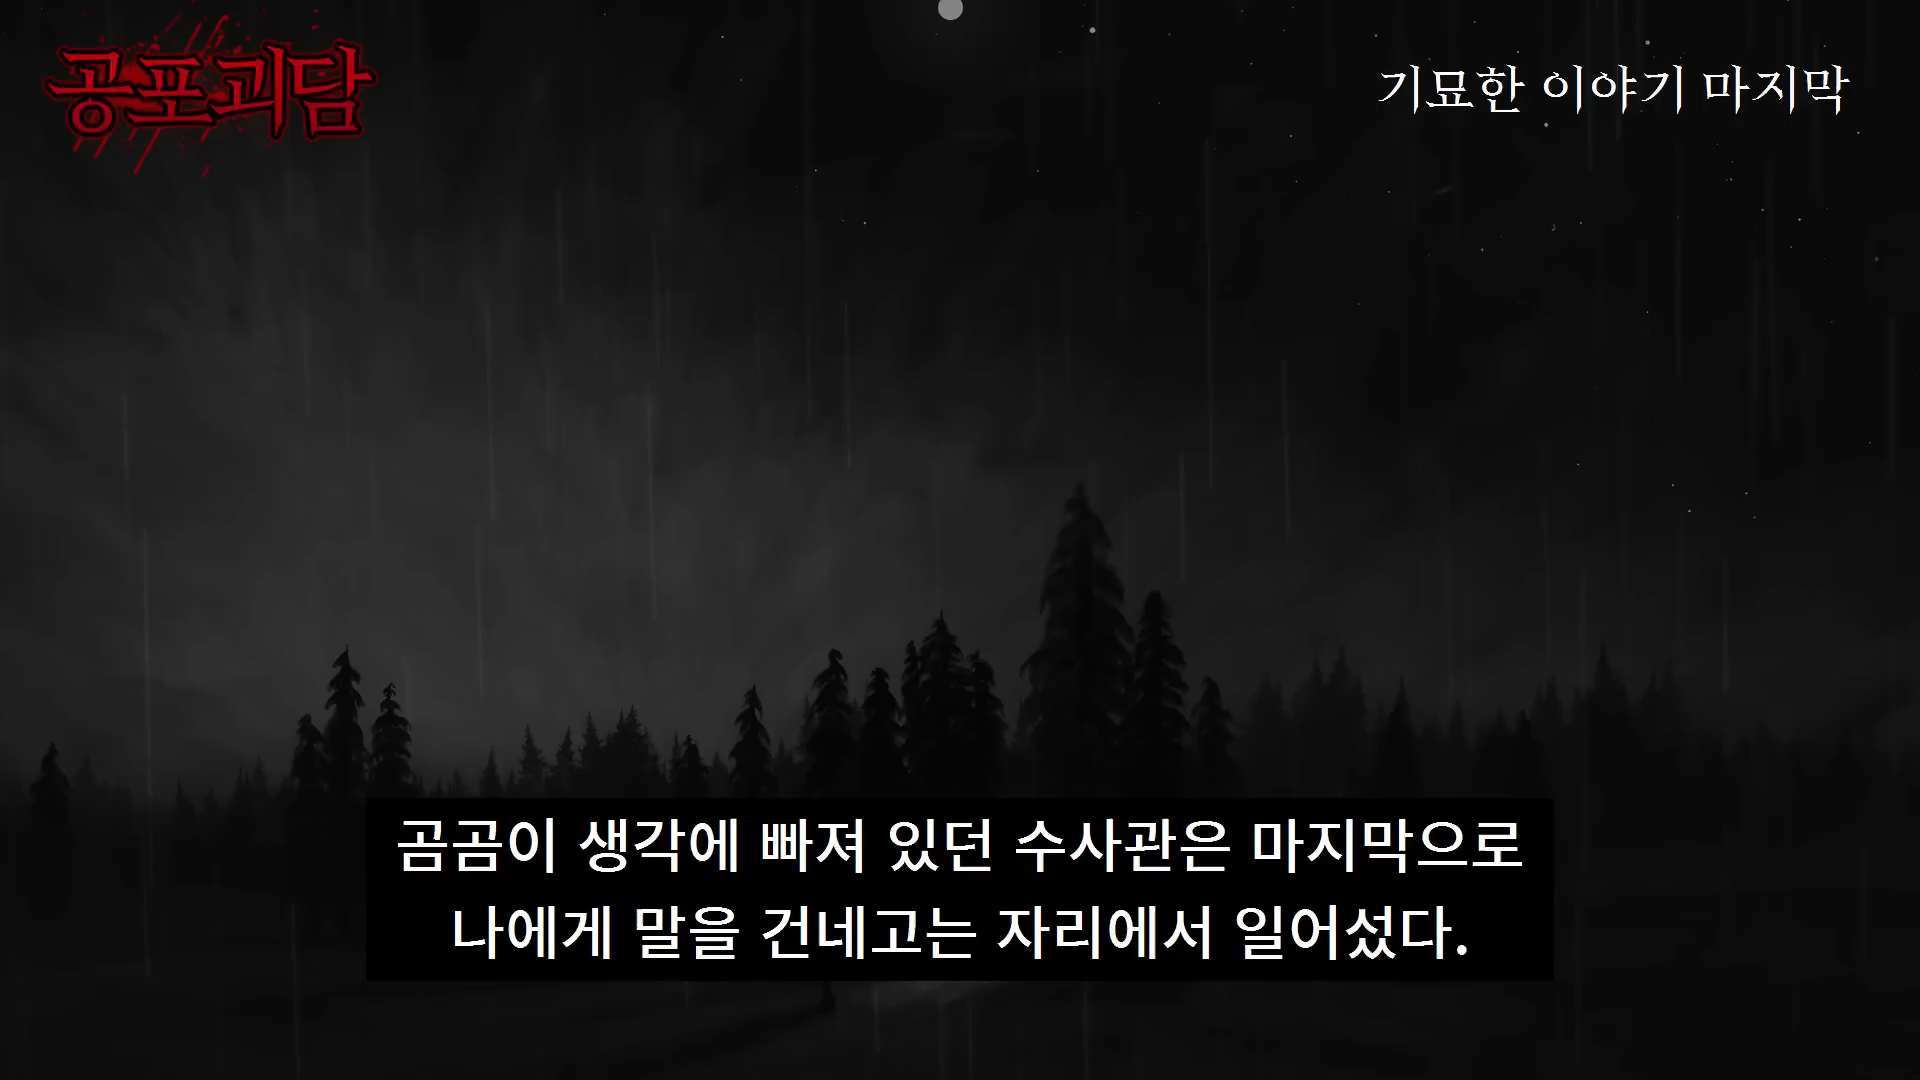 공포괴담
기묘한 이야기 마지막
곰곰이 생각에 빠져 있던 수사관은 마지막으로
나에게 말을 건네고는 자리에서 일어섰다.